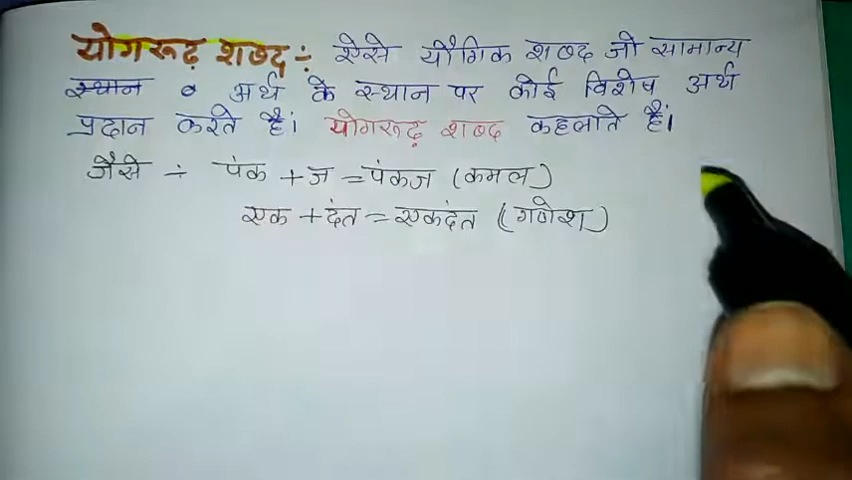 योगरूढ़ शब्द ÷ ऐसे यौगिक शब्द जो सामान्य
स्थान व अर्थ के स्थान पर कोई विशेष अर्थ
प्रदान करते है। योगरूढ़ शब्द कहलाते हैं।
जैसे ÷ पंक + ज = पंकज (कमल)
एक + दंत = एकदंत (गणेश)